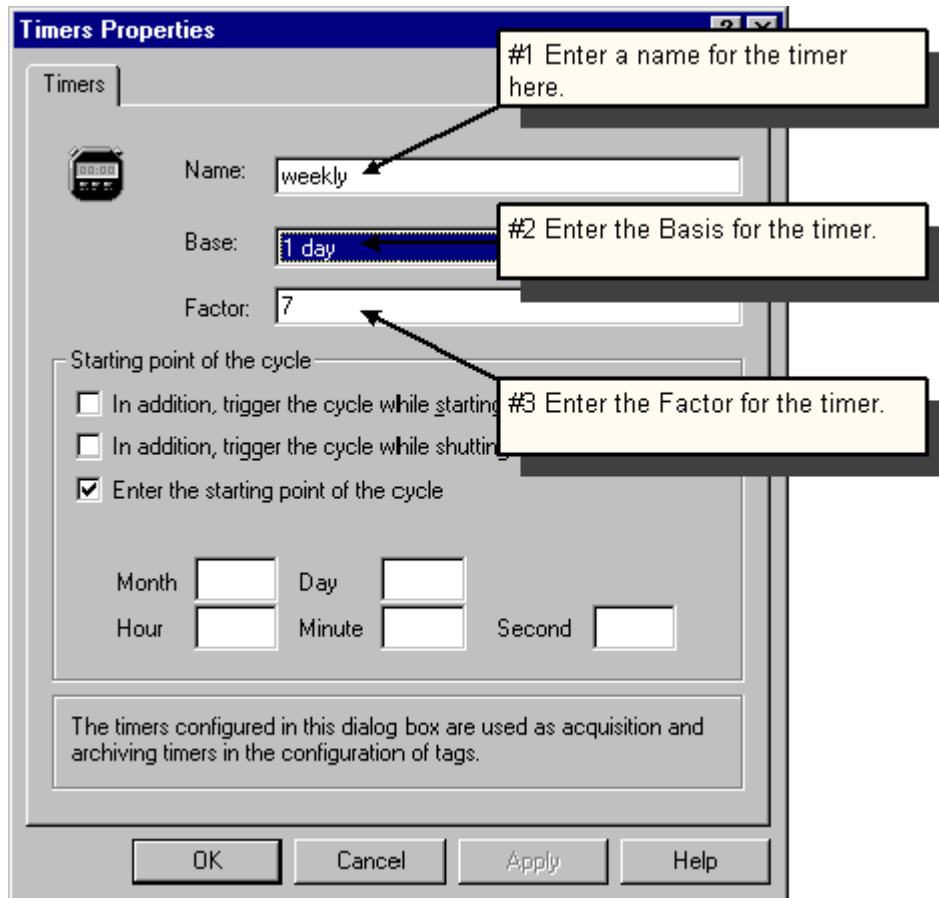 Timers Properties
#1 Enter a name for the timer
here.
Timers
00:00
Name:
weekly
#2 Enter the Basis for the timer.
Base:
1 day
Factor:
7
Starting point of the cycle
In addition, trigger the cycle while starting
#3 Enter the Factor for the timer.
In addition, trigger the cycle while shutting
Enter the starting point of the cycle
Month
Day
Hour
Minute
Second
The timers configured in this dialog box are used as acquisition and
archiving timers in the configuration of tags.
OK
Cancel
Apply
Help